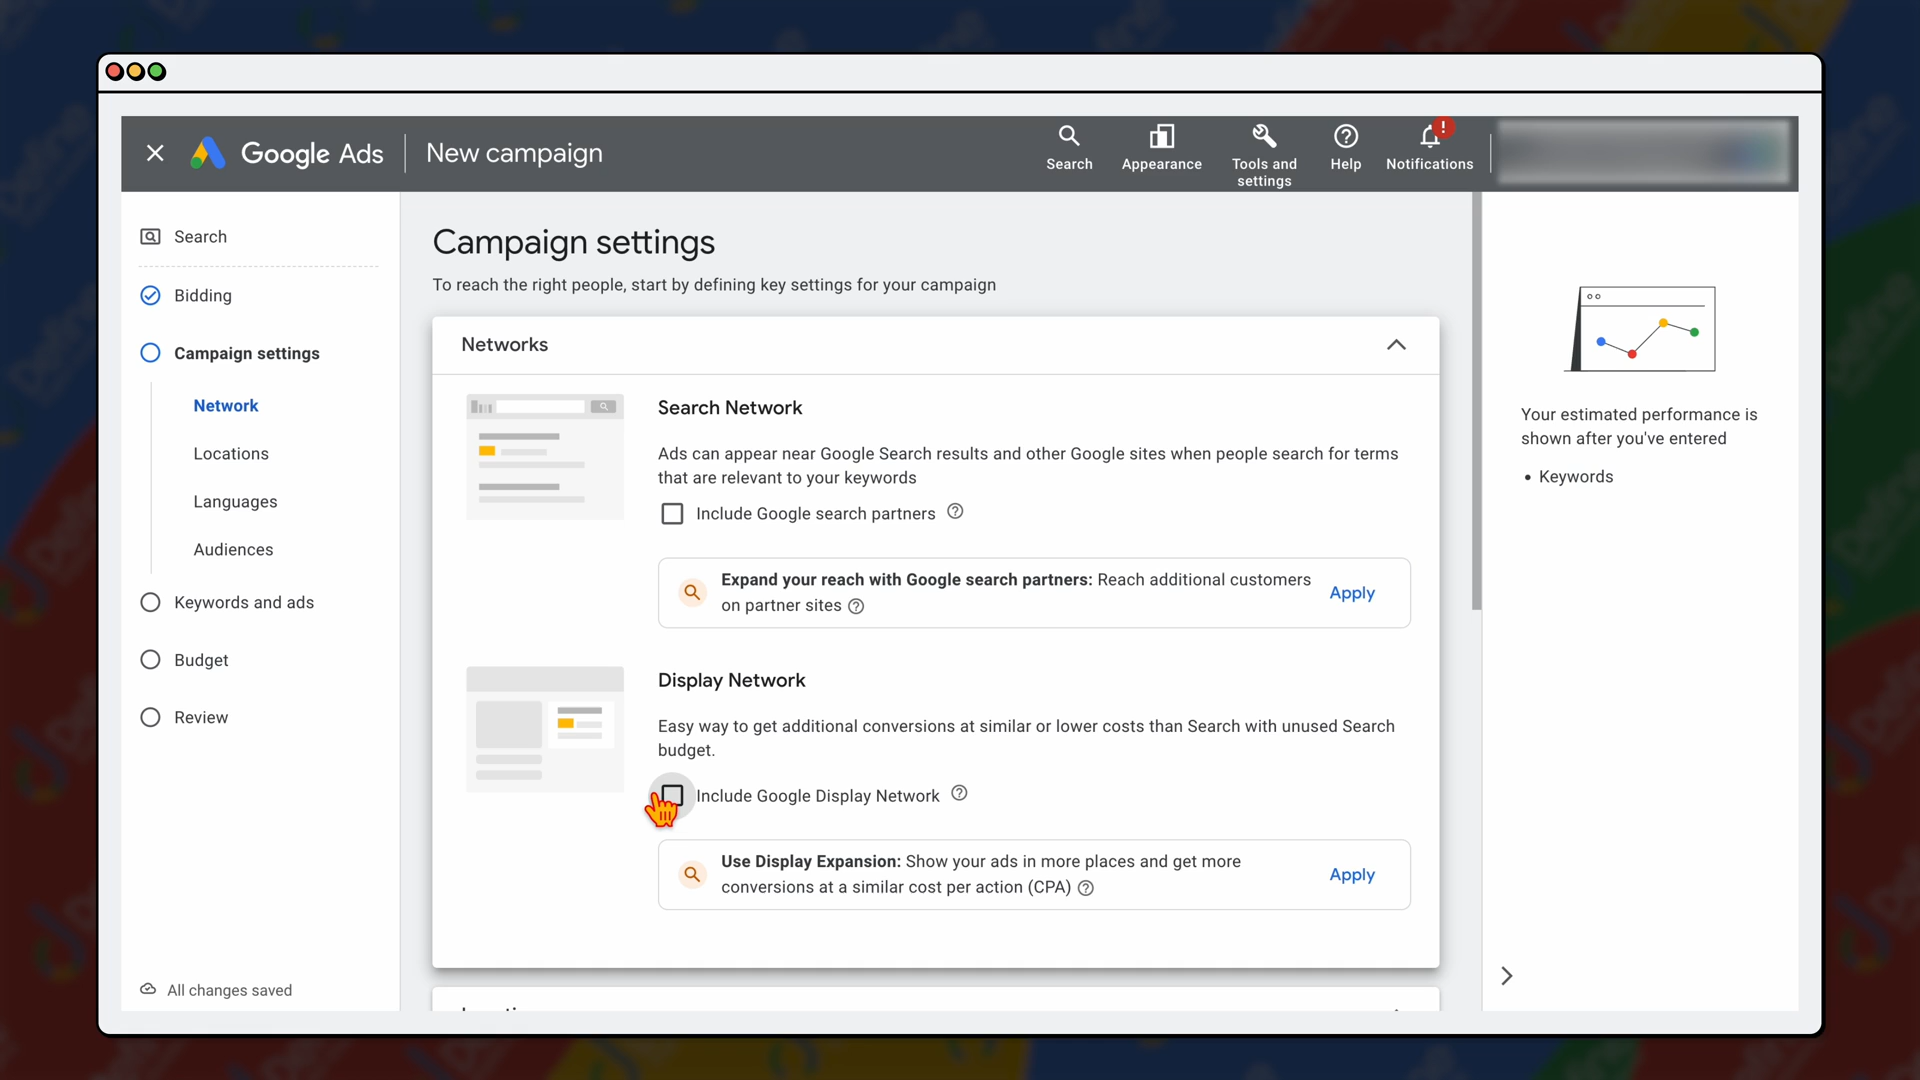 Google Ads
New campaign
Search
Appearance
Tools and
settings
Help
!
Notifications
Search
Bidding
Campaign settings
Network
Locations
Languages
Audiences
Keywords and ads
Budget
Review
All changes saved
Campaign settings
To reach the right people, start by defining key settings for your campaign
Networks
Search Network
Ads can appear near Google Search results and other Google sites when people search for terms
that are relevant to your keywords
Include Google search partners
Expand your reach with Google search partners: Reach additional customers
on partner sites
Apply
Display Network
Easy way to get additional conversions at similar or lower costs than Search with unused Search
budget.
Include Google Display Network
Use Display Expansion: Show your ads in more places and get more
conversions at a similar cost per action (CPA)
Apply
Your estimated performance is
shown after you've entered
• Keywords